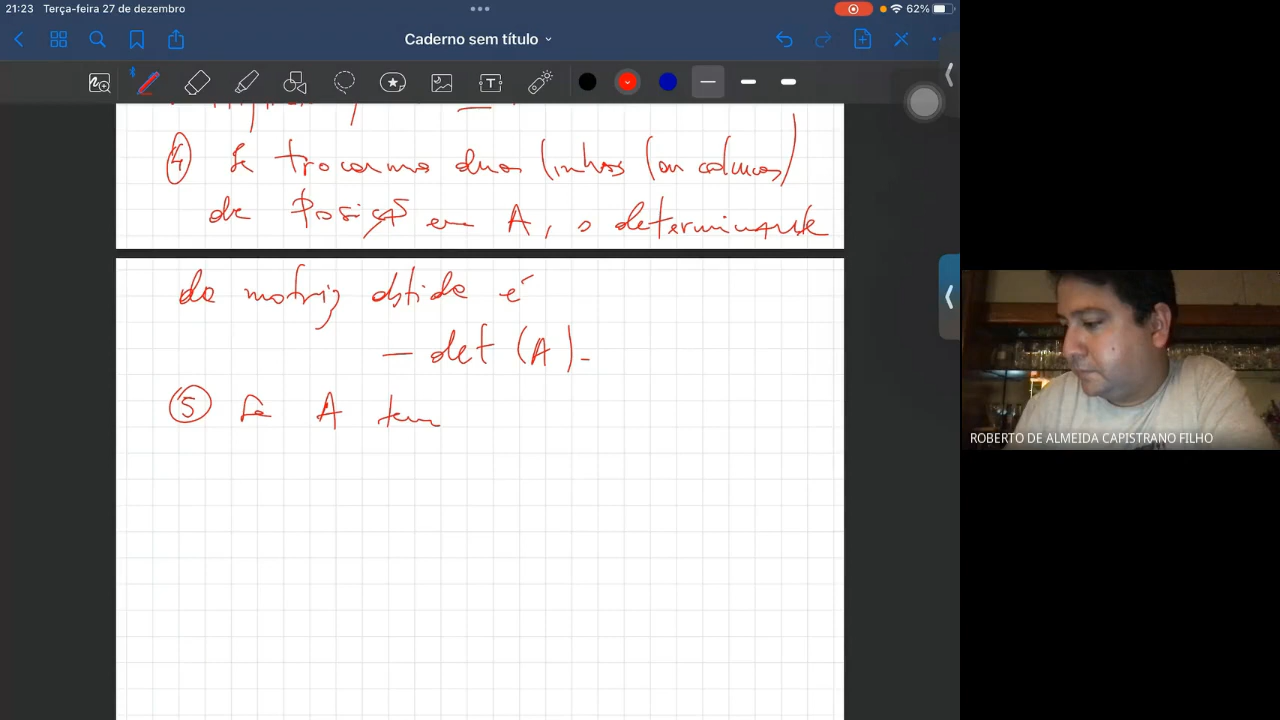 21:23 Terça-feira 27 de dezembro
62%
Caderno sem título
④ Se trocarmos duas linhas (ou colunas)
de posição em A, o determinante
da matriz obtida é
- det (A).
⑤ Se A tem
ROBERTO DE ALMEIDA CAPISTRANO FILHO